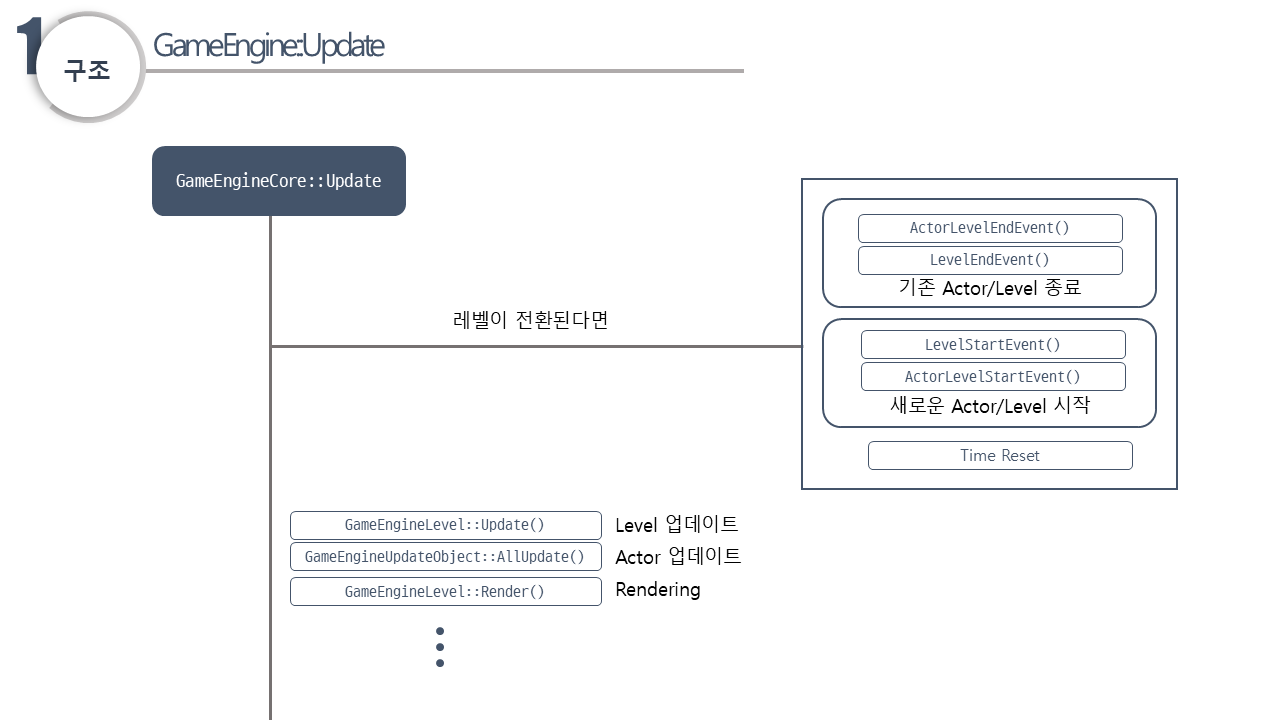 1
구조
GameEngine::Update
GameEngineCore::Update
레벨이 전환된다면
ActorLevelEndEvent()
LevelEndEvent()
기존 Actor/Level 종료
LevelStartEvent()
ActorLevelStartEvent()
새로운 Actor/Level 시작
Time Reset
GameEngineLevel::Update() Level 업데이트
GameEngineUpdateObject::AllUpdate() Actor 업데이트
GameEngineLevel::Render() Rendering